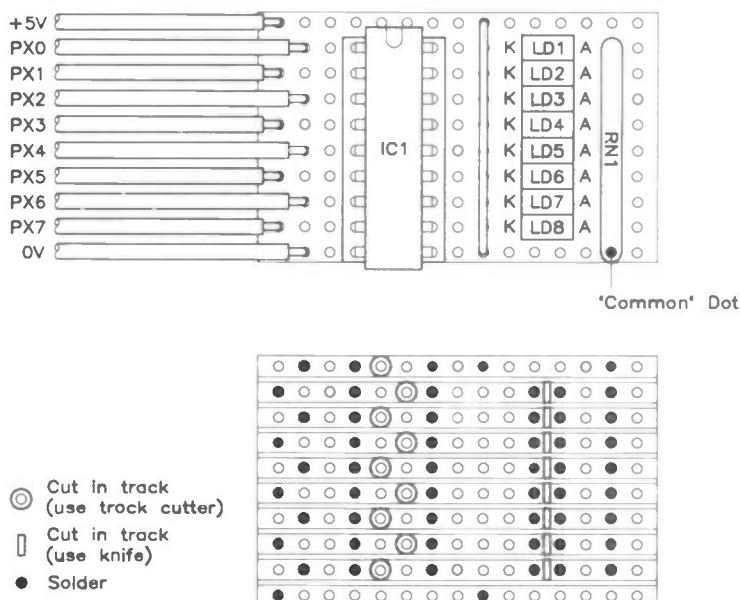 +5V
PX0
PX1
PX2
PX3
PX4
PX5
PX6
PX7
0V
IC1
K LD1 A
K LD2 A
K LD3 A
K LD4 A
K LD5 A
K LD6 A
K LD7 A
K LD8 A
RN1
'Common' Dot
Cut in track
(use trock cutter)
Cut in track
(use knife)
Solder